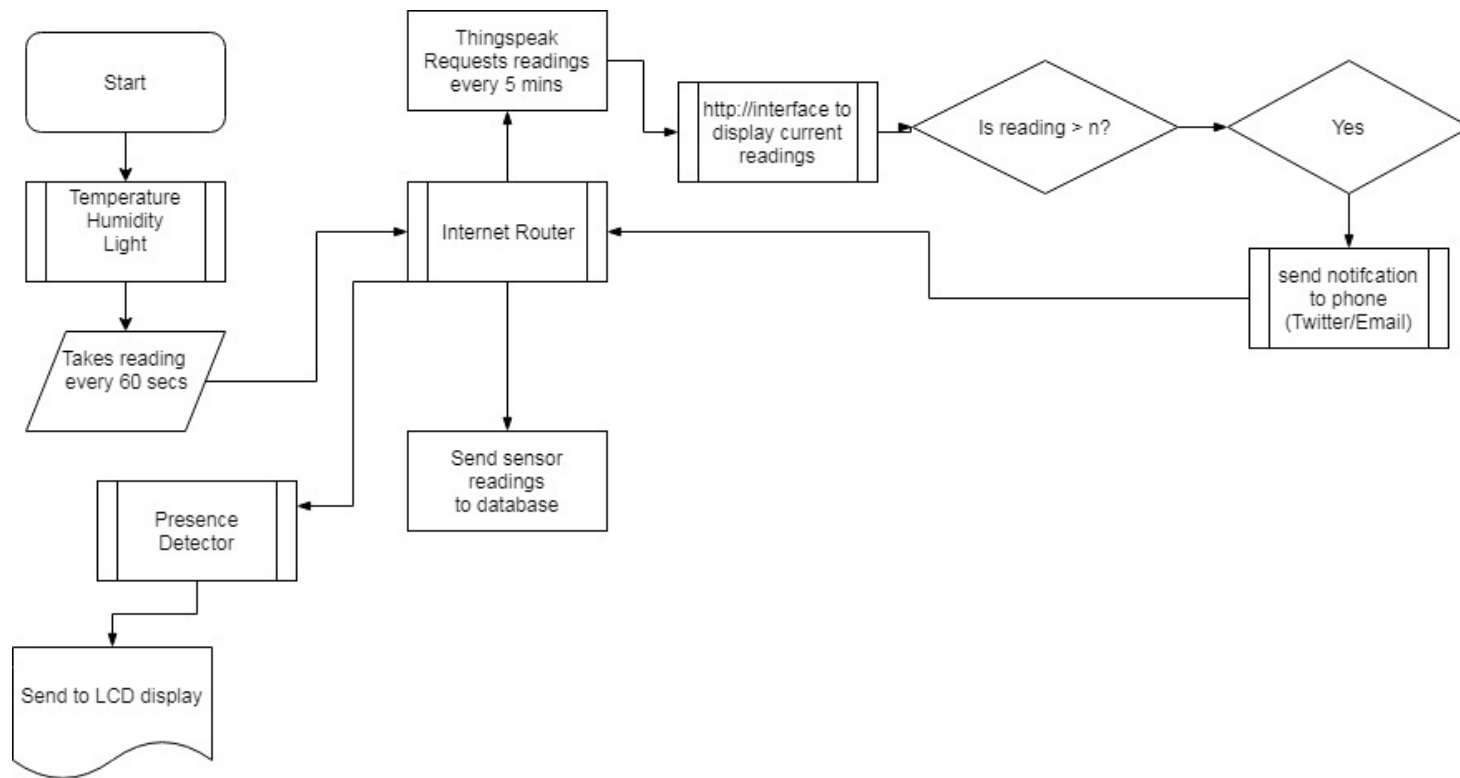 Start
Temperature
Humidity
Light
Takes reading
every 60 secs
Thingspeak
Requests readings
every 5 mins
Internet Router
Send sensor
readings
to database
Presence
Detector
Send to LCD display
http://interface to
display current
readings
Is reading > n?
Yes
send notifcation
to phone
(Twitter/Email)